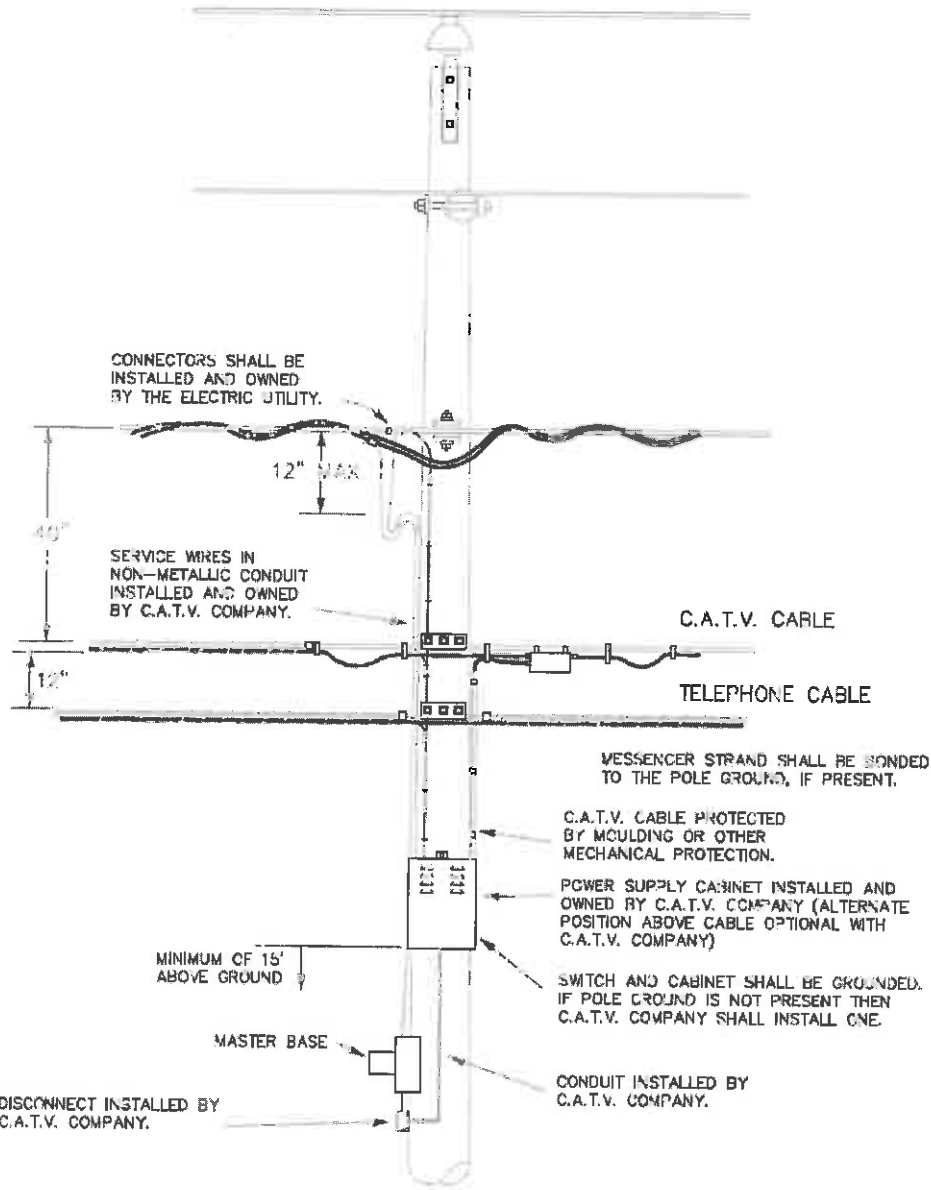 CONNECTORS SHALL BE
INSTALLED AND OWNED
BY THE ELECTRIC UTILITY.
12" MAX
40"
SERVICE WIRES IN
NON-METALLIC CONDUIT
INSTALLED AND OWNED
BY C.A.T.V. COMPANY.
C.A.T.V. CABLE
12"
TELEPHONE CABLE
MESSENGER STRAND SHALL BE BONDED
TO THE POLE GROUND, IF PRESENT.
C.A.T.V. CABLE PROTECTED
BY MOULDING OR OTHER
MECHANICAL PROTECTION.
POWER SUPPLY CABINET INSTALLED AND
OWNED BY C.A.T.V. COMPANY (ALTERNATE
POSITION ABOVE CABLE OPTIONAL WITH
C.A.T.V. COMPANY)
MINIMUM OF 15'
ABOVE GROUND
SWITCH AND CABINET SHALL BE GROUNDED.
IF POLE GROUND IS NOT PRESENT THEN
C.A.T.V. COMPANY SHALL INSTALL ONE.
MASTER BASE
CONDUIT INSTALLED BY
C.A.T.V. COMPANY.
DISCONNECT INSTALLED BY
C.A.T.V. COMPANY.